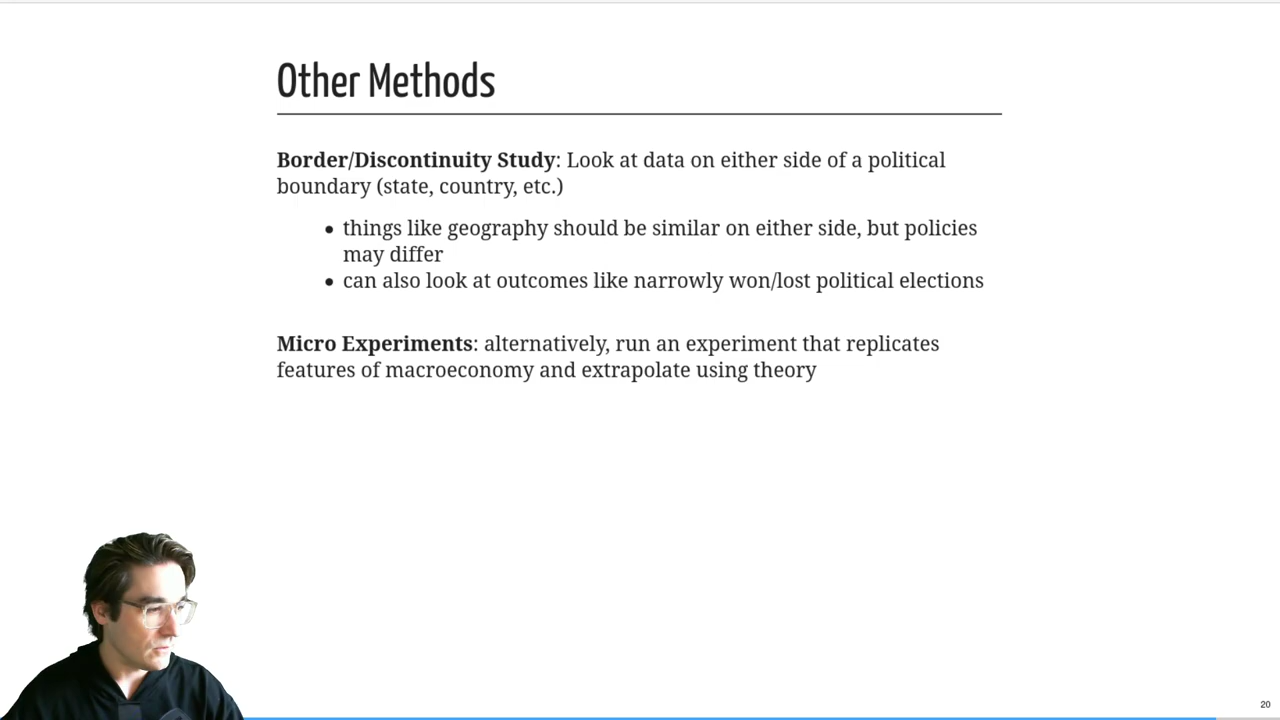 Other Methods
Border/Discontinuity Study: Look at data on either side of a political
boundary (state, country, etc.)
• things like geography should be similar on either side, but policies
may differ
• can also look at outcomes like narrowly won/lost political elections
Micro Experiments: alternatively, run an experiment that replicates
features of macroeconomy and extrapolate using theory
20